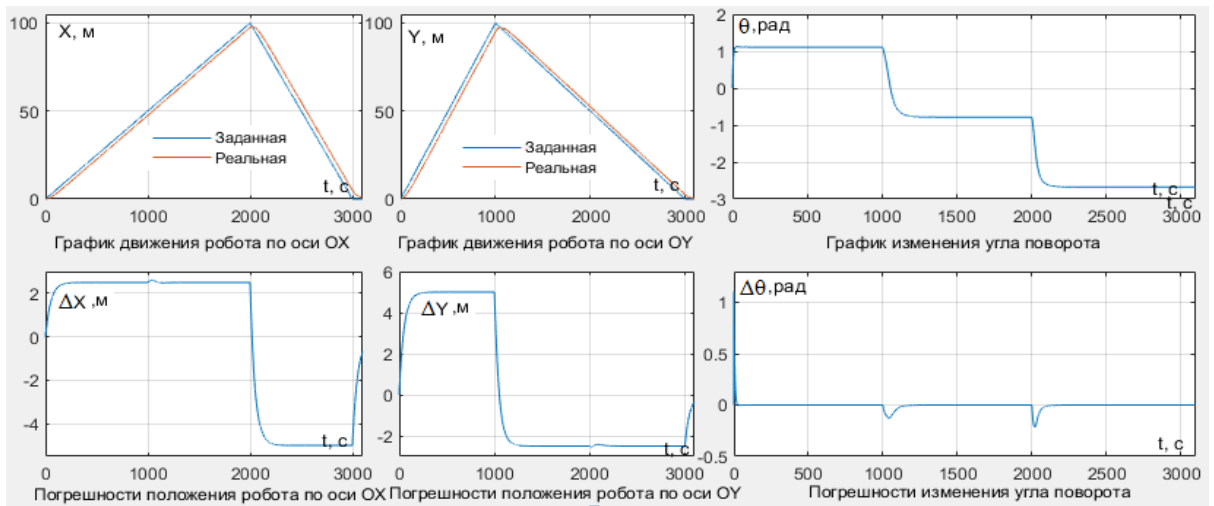 X, м
100
50
0
0
1000
2000
3000
Заданная
Реальная
t, с
График движения робота по оси OX
Y, м
100
50
0
0
1000
2000
3000
Заданная
Реальная
t, с
График движения робота по оси OY
θ,рад
2
1
0
-1
-2
-3
0
500
1000
1500
2000
2500
3000
t, с
t, с
График изменения угла поворота
ΔX ,м
2
0
-2
-4
0
1000
2000
3000
t, с
Погрешности положения робота по оси OX
ΔY ,м
6
4
2
0
-2
0
1000
2000
3000
t, с
Погрешности положения робота по оси OY
Δθ,рад
1
0.5
0
-0.5
0
500
1000
1500
2000
2500
3000
t, с
Погрешности изменения угла поворота